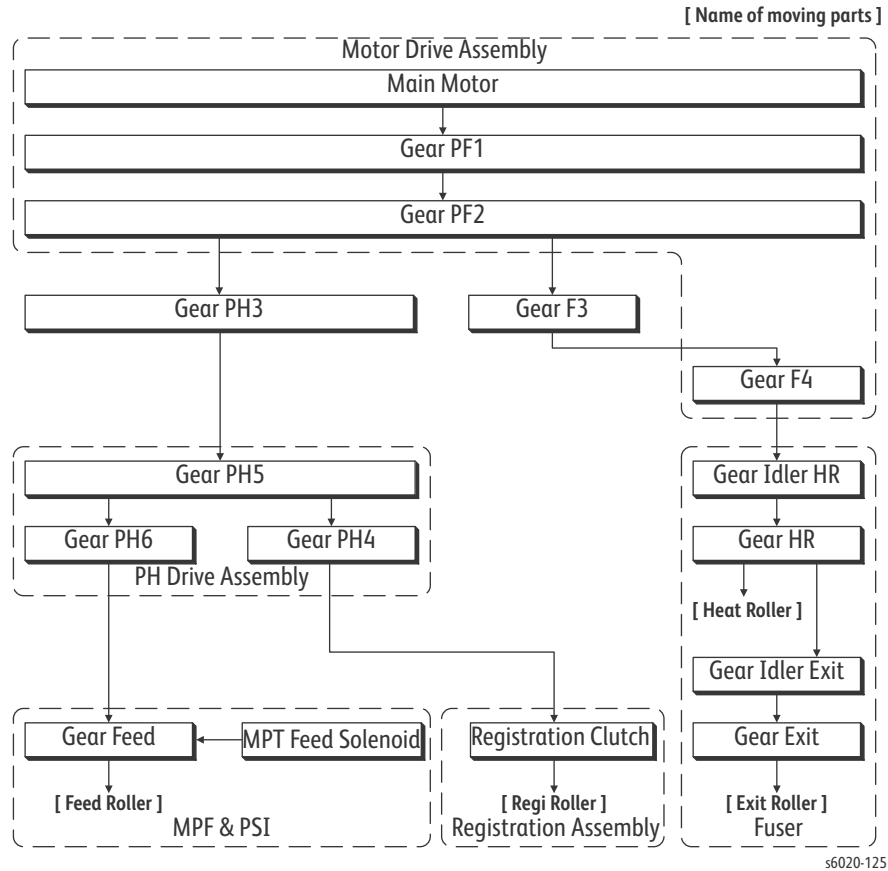 [ Name of moving parts ]
Motor Drive Assembly
Main Motor
Gear PF1
Gear PF2
Gear PH3
Gear F3
Gear F4
Gear PH5
Gear Idler HR
Gear PH6
Gear PH4
Gear HR
PH Drive Assembly
[ Heat Roller ]
Gear Idler Exit
Gear Feed
MPT Feed Solenoid
Registration Clutch
Gear Exit
[ Feed Roller ]
[ Regi Roller ]
[ Exit Roller ]
MPF & PSI
Registration Assembly
Fuser
s6020-125